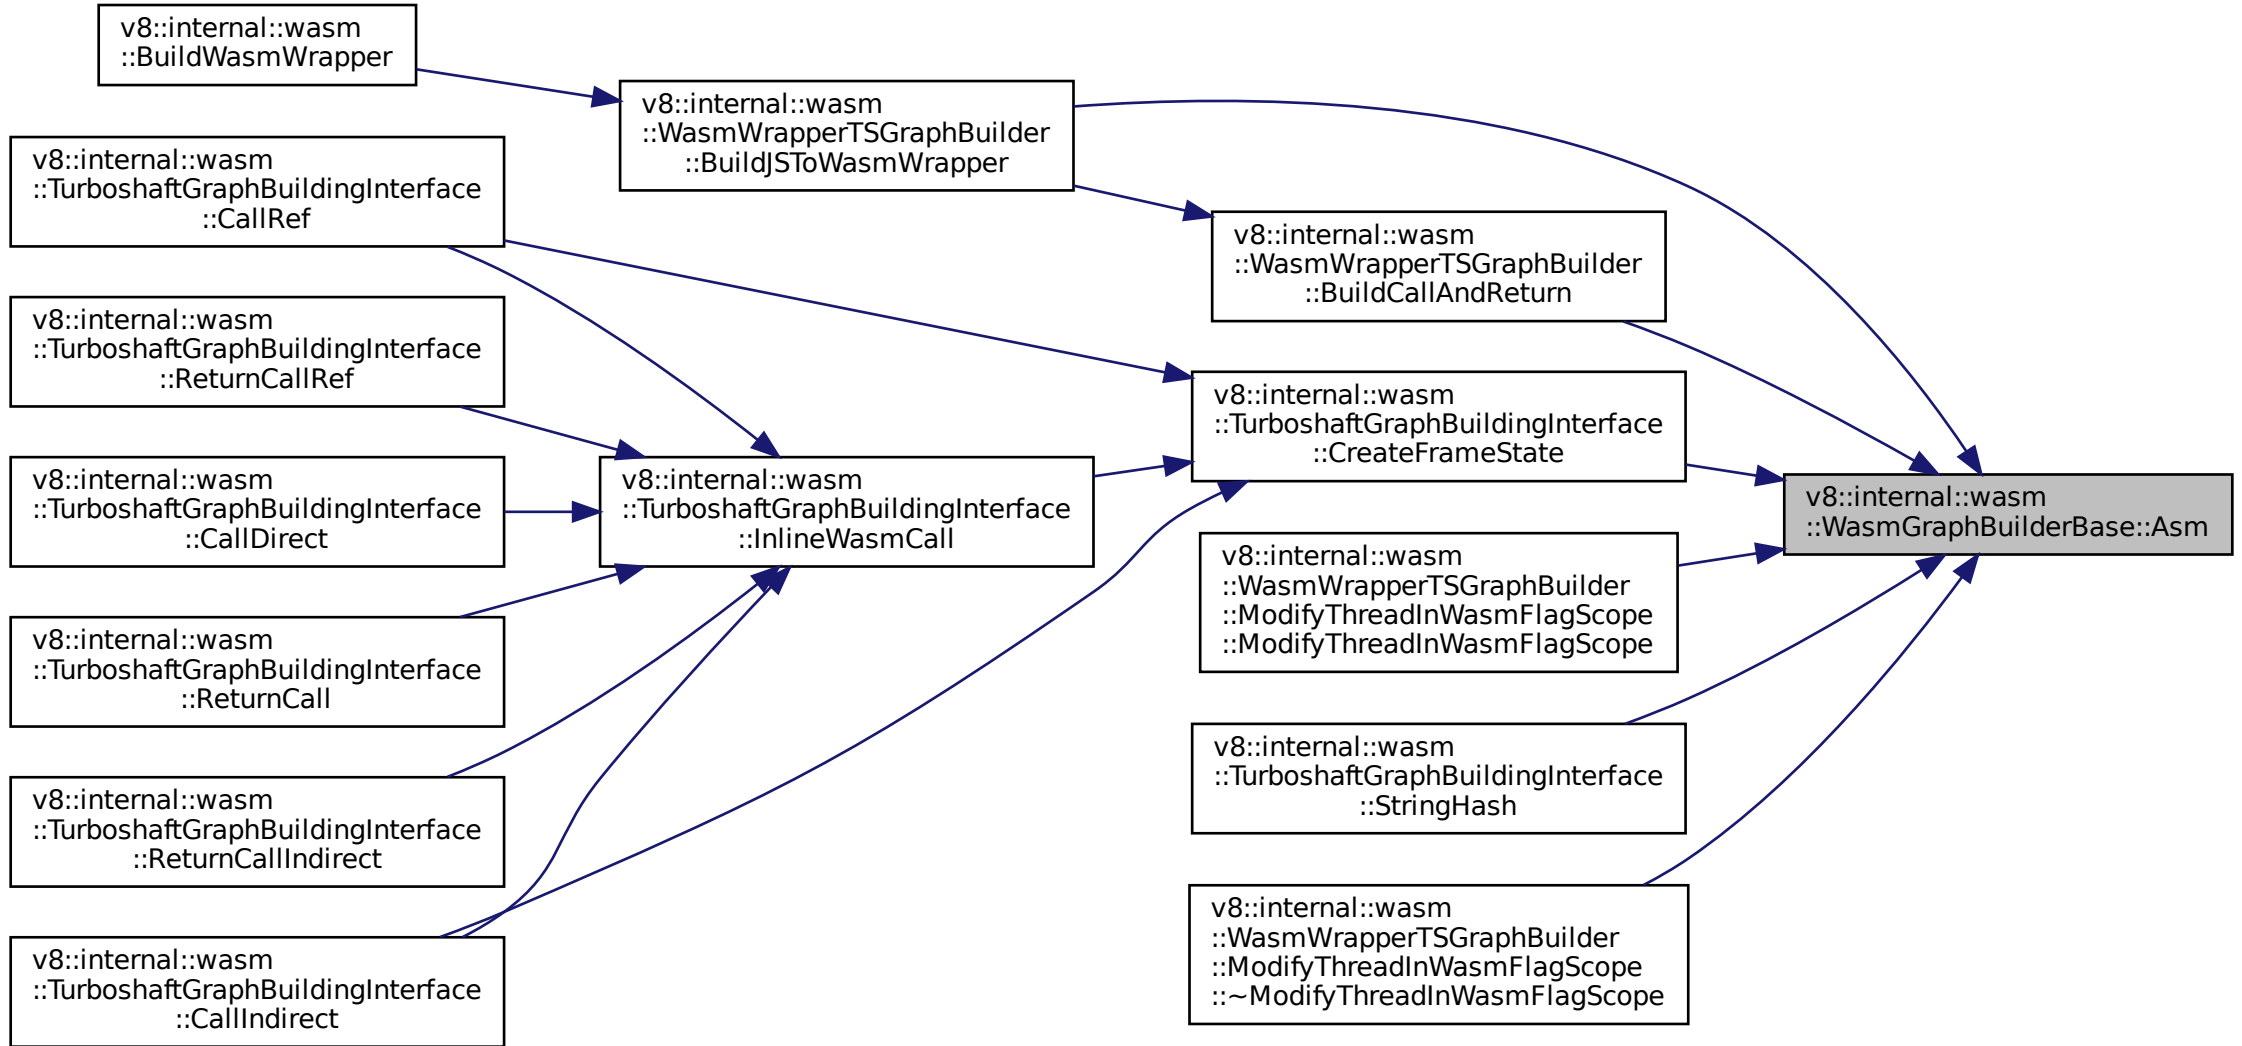 v8::internal::wasm
::BuildWasmWrapper
v8::internal::wasm
::TurboshaftGraphBuildingInterface
::CallRef
v8::internal::wasm
::TurboshaftGraphBuildingInterface
::ReturnCallRef
v8::internal::wasm
::TurboshaftGraphBuildingInterface
::CallDirect
v8::internal::wasm
::TurboshaftGraphBuildingInterface
::ReturnCall
v8::internal::wasm
::TurboshaftGraphBuildingInterface
::ReturnCallIndirect
v8::internal::wasm
::TurboshaftGraphBuildingInterface
::CallIndirect
v8::internal::wasm
::WasmWrapperTSGraphBuilder
::BuildJSToWasmWrapper
v8::internal::wasm
::TurboshaftGraphBuildingInterface
::InlineWasmCall
v8::internal::wasm
::WasmWrapperTSGraphBuilder
::BuildCallAndReturn
v8::internal::wasm
::TurboshaftGraphBuildingInterface
::CreateFrameState
v8::internal::wasm
::WasmWrapperTSGraphBuilder
::ModifyThreadInWasmFlagScope
::ModifyThreadInWasmFlagScope
v8::internal::wasm
::TurboshaftGraphBuildingInterface
::StringHash
v8::internal::wasm
::WasmWrapperTSGraphBuilder
::ModifyThreadInWasmFlagScope
::~ModifyThreadInWasmFlagScope
v8::internal::wasm
::WasmGraphBuilderBase::Asm